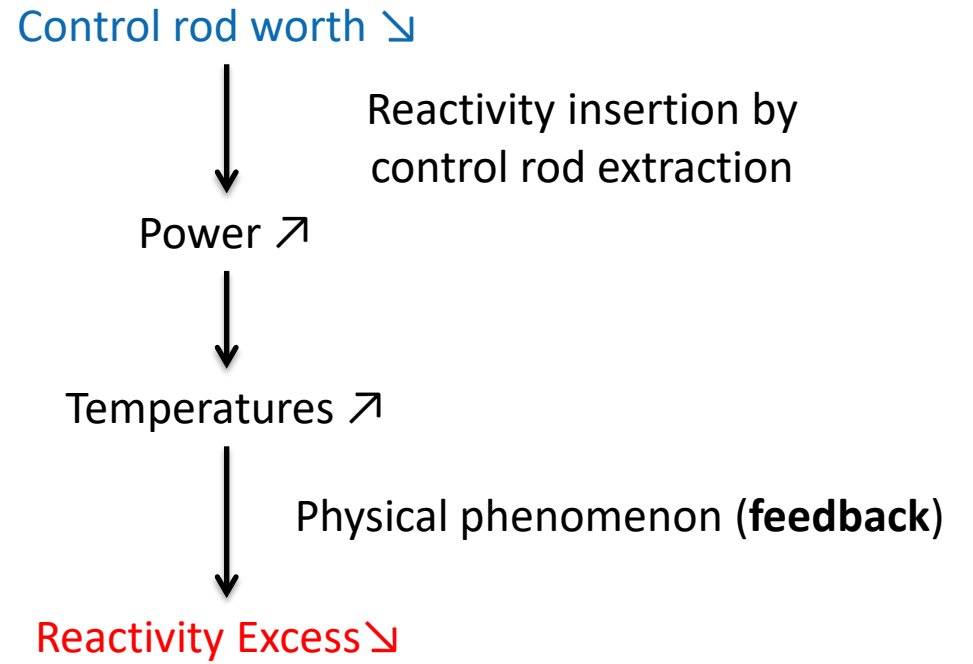 Control rod worth ↘
Reactivity insertion by
control rod extraction
Power ↗
Temperatures ↗
Physical phenomenon (feedback)
Reactivity Excess↘